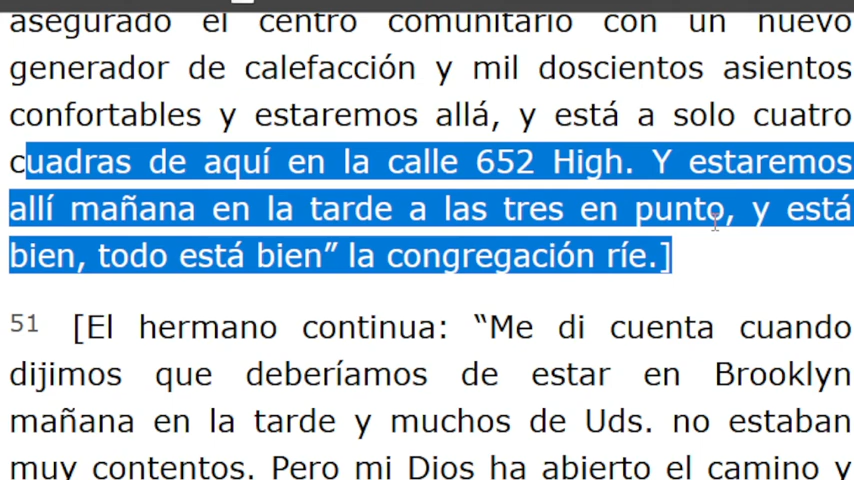 asegurado el centro comunitario con un nuevo
generador de calefacción y mil doscientos asientos
confortables y estaremos allá, y está a solo cuatro
cuadras de aquí en la calle 652 High. Y estaremos
allí mañana en la tarde a las tres en punto, y está
bien, todo está bien” la congregación ríe.]
51 [El hermano continua: “Me di cuenta cuando
dijimos que deberíamos de estar en Brooklyn
mañana en la tarde y muchos de Uds. no estaban
muy contentos. Pero mi Dios ha abierto el camino y